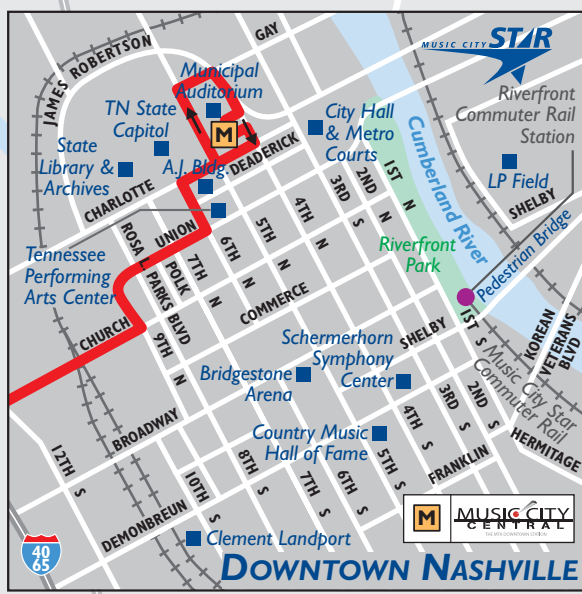 MUSIC CITY STAR
Riverfront
Commuter Rail
Station
JAMES ROBERTSON
GAY
Municipal
Auditorium
TN State
Capitol
State
Library &
Archives
M
A.J. Bldg.
City Hall
& Metro
Courts
LP Field
CHARLOTTE
DEADERICK
Cumberland River
1ST N
2ND N
3RD S
4TH N
5TH N
6TH N
7TH N
UNION
POLK
ROSA L PARKS BLVD
9TH N
Tennessee
Performing
Arts Center
Riverfront
Park
SHELBY
Pedestrian Bridge
COMMERCE
CHURCH
Schermerhorn
Symphony
Center
SHELBY
1ST S
KOREAN
VETERANS
BLVD
Music City Star
Commuter Rail
Bridgestone
Arena
BROADWAY
Country Music
Hall of Fame
2ND S
3RD S
4TH S
5TH S
6TH S
7TH S
8TH S
10TH S
12TH S
FRANKLIN
HERMITAGE
DEMONBREUN
Clement Landport
M
MUSIC CITY
CENTRAL
THE MTA DOWNTOWN STATION
40
65
DOWNTOWN NASHVILLE